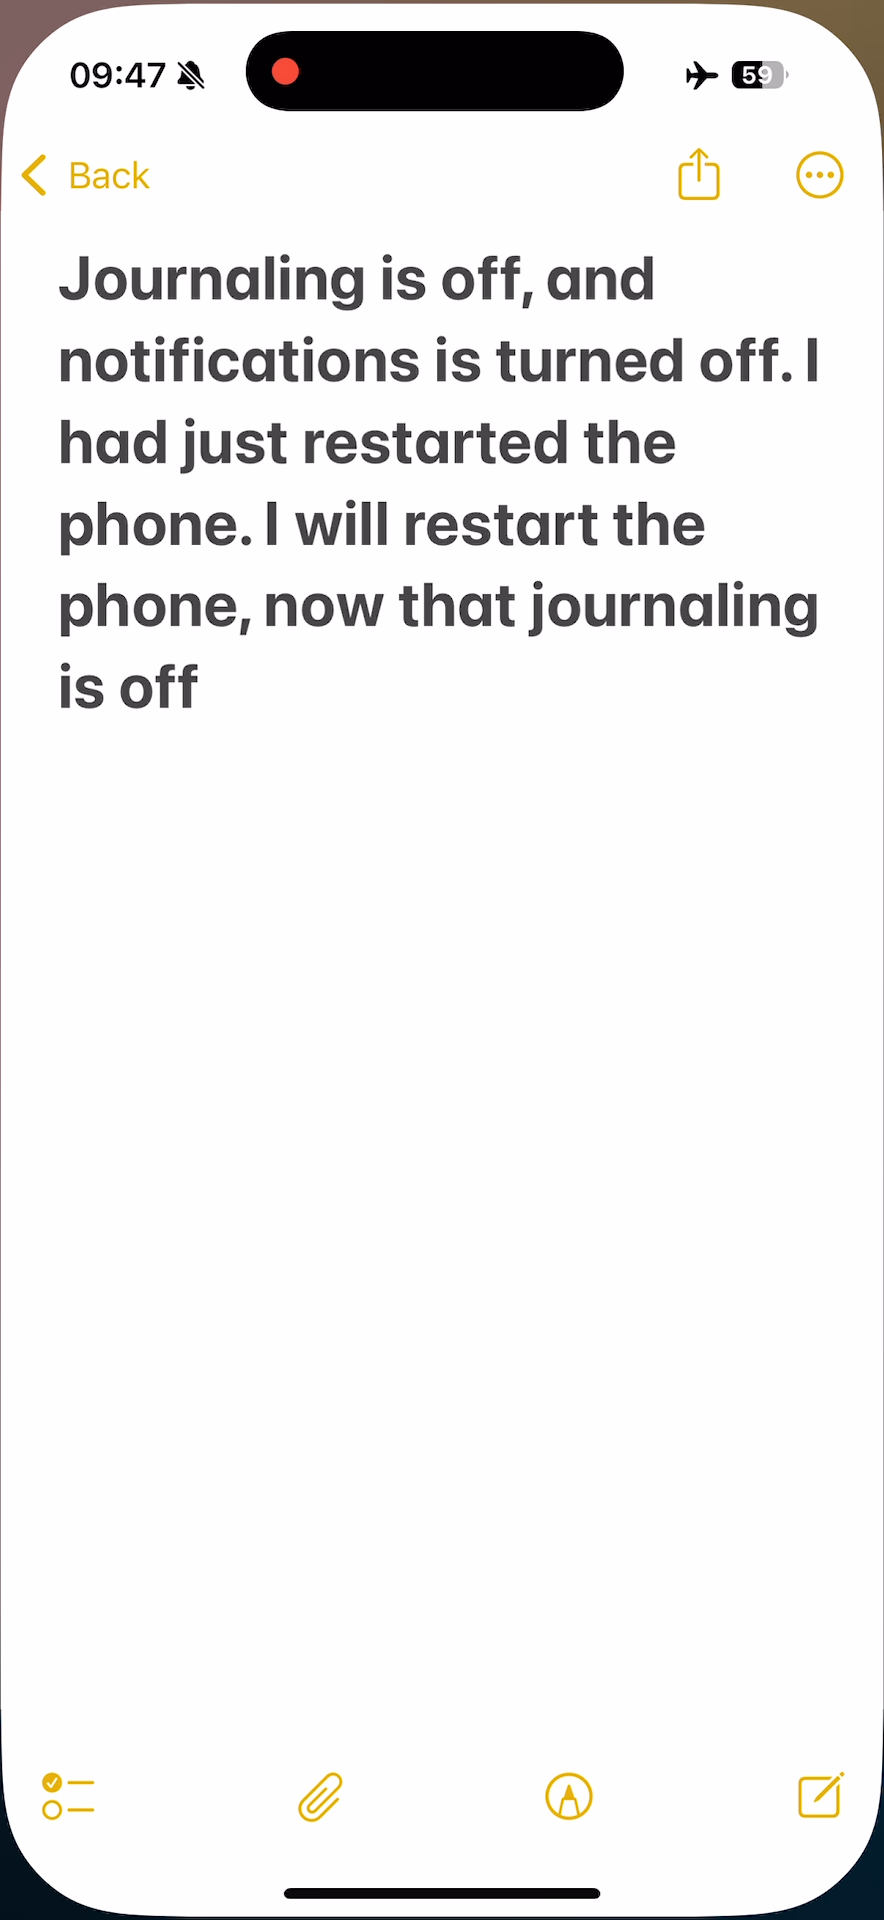 09:47
59
Back
Journaling is off, and
notifications is turned off. I
had just restarted the
phone. I will restart the
phone, now that journaling
is off